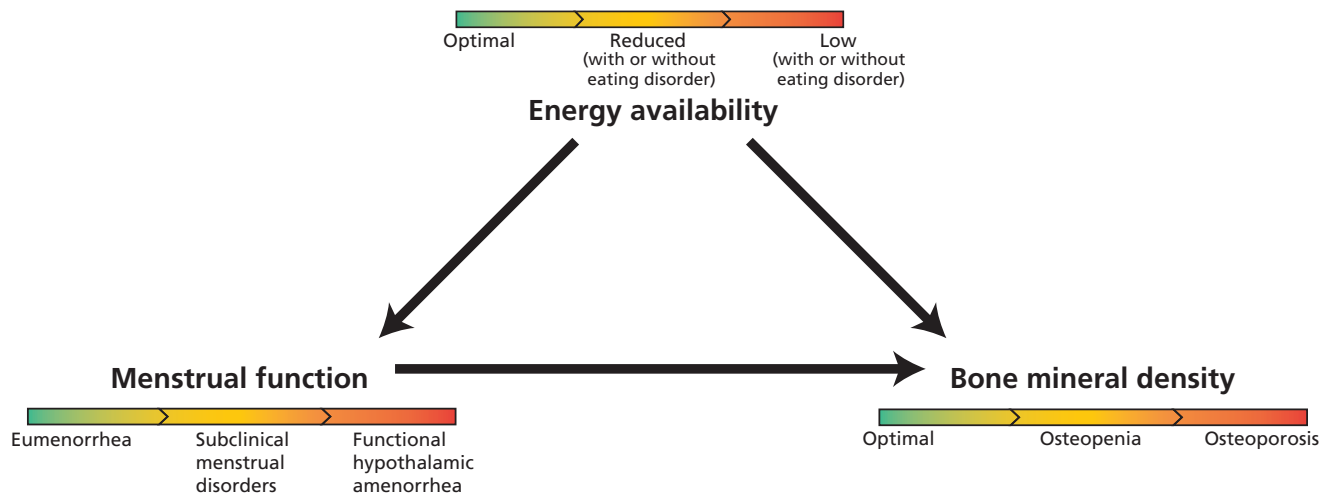 Optimal
Reduced
(with or without
eating disorder)
Low
(with or without
eating disorder)
Energy availability
Menstrual function
Eumenorrhea
Subclinical
menstrual
disorders
Functional
hypothalamic
amenorrhea
Bone mineral density
Optimal
Osteopenia
Osteoporosis